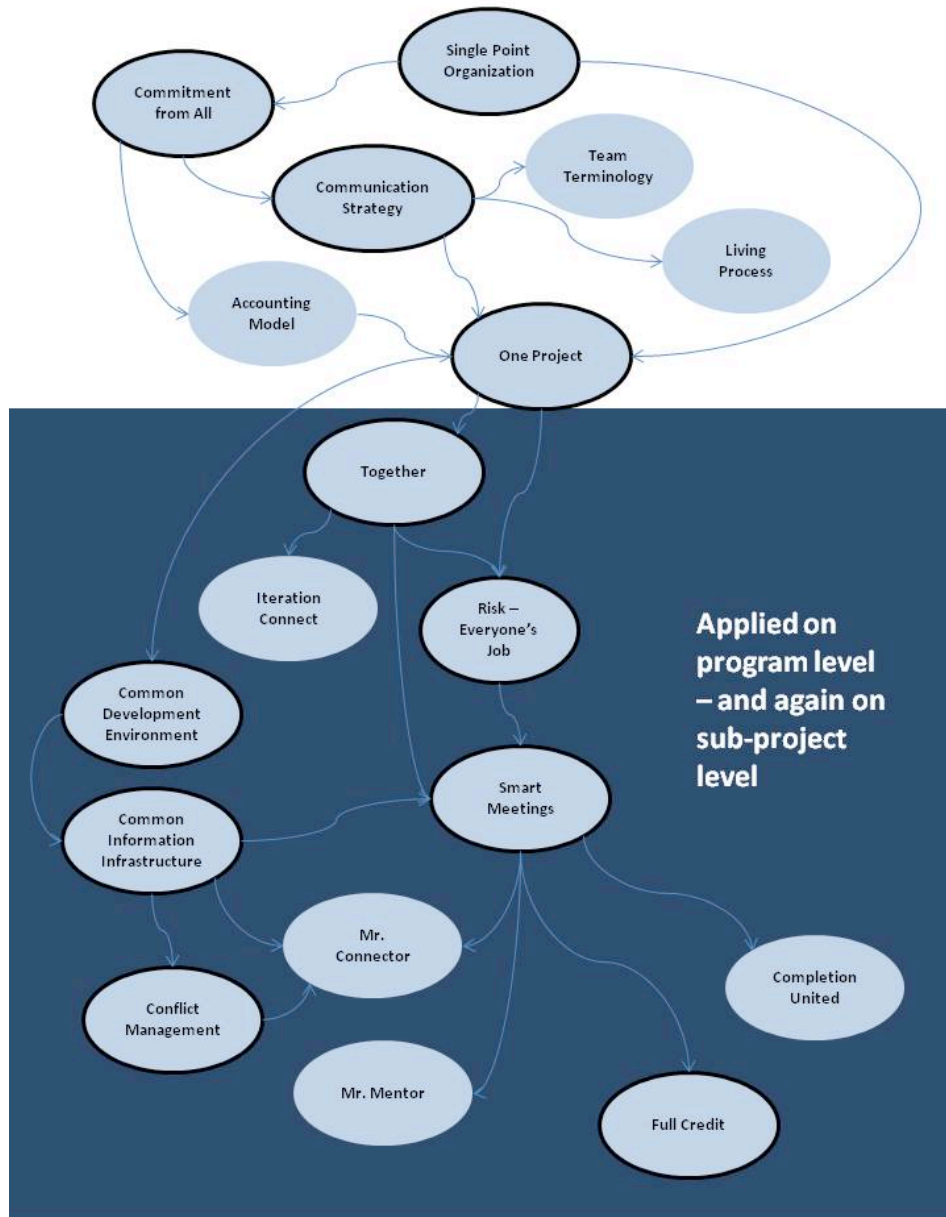 Single Point
Organization
Commitment
from All
Team
Terminology
Communication
Strategy
Living
Process
Accounting
Model
One Project
Together
Iteration
Connect
Risk –
Everyone's
Job
Applied on
program level
– and again on
sub-project
level
Common
Development
Environment
Smart
Meetings
Common
Information
Infrastructure
Mr.
Connector
Completion
United
Conflict
Management
Mr. Mentor
Full Credit